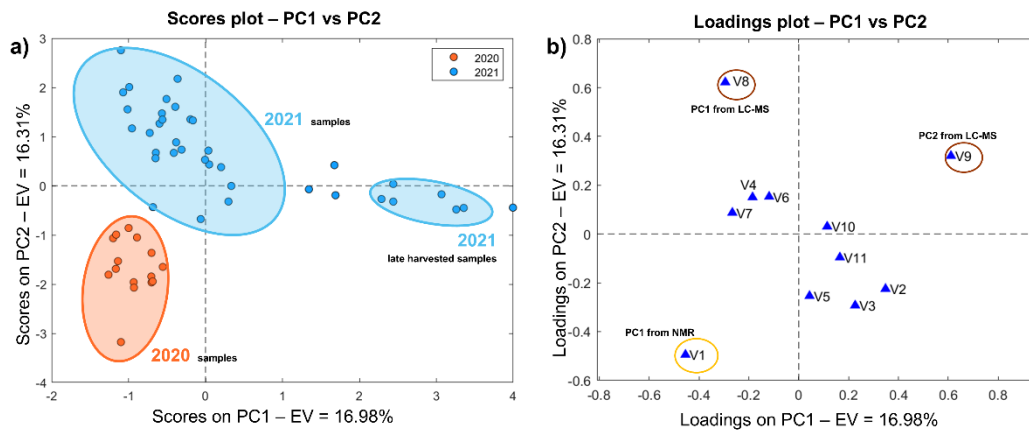 a)
Scores plot – PC1 vs PC2
2020
2021
2021 samples
2021
late harvested samples
2020 samples
3
2
1
0
-1
-2
-3
-4
-2
-1
0
1
2
3
4
Scores on PC2 – EV = 16.31%
Scores on PC1 – EV = 16.98%
b)
Loadings plot – PC1 vs PC2
V8
PC1 from LC-MS
PC2 from LC-MS
V9
V4
V6
V7
V10
V11
V5
V2
V3
PC1 from NMR
V1
0.8
0.6
0.4
0.2
0
-0.2
-0.4
-0.6
-0.8
-0.6
-0.4
-0.2
0
0.2
0.4
0.6
0.8
Loadings on PC2 – EV = 16.31%
Loadings on PC1 – EV = 16.98%